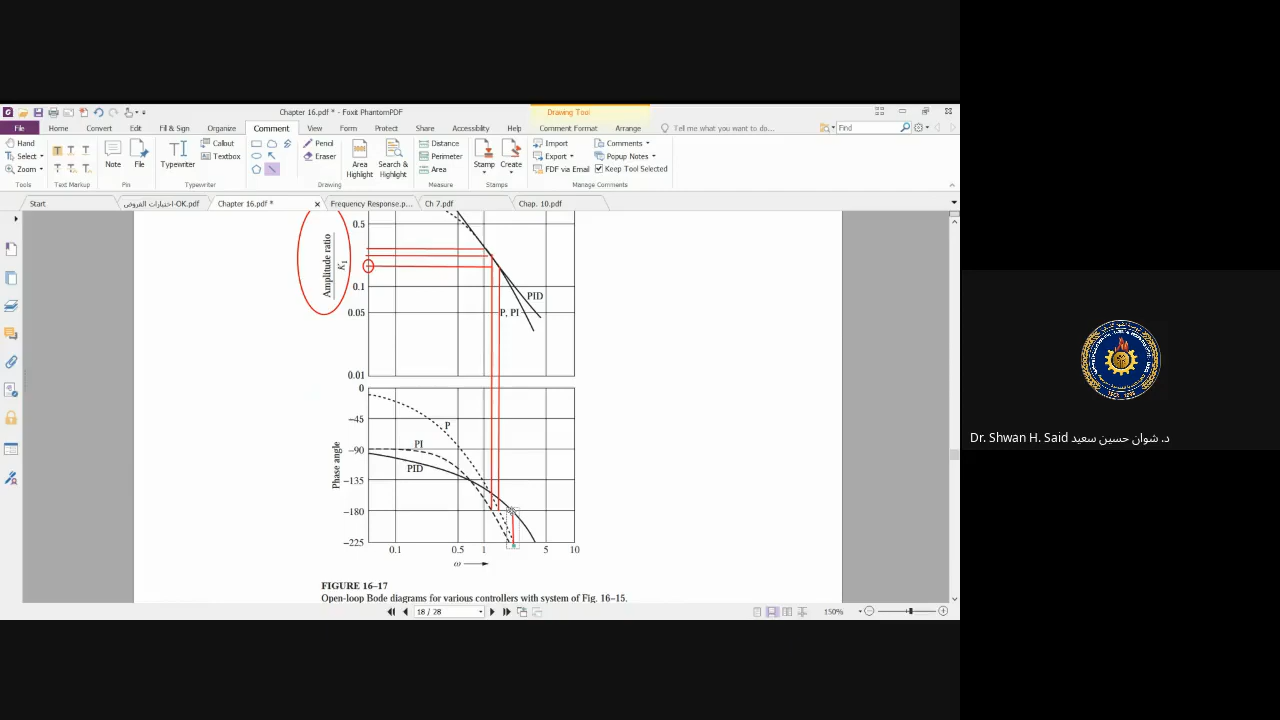 Chapter 16.pdf * - Foxit PhantomPDF
Drawing Tool
File Home Convert Edit Fill & Sign Organize Comment View Form Protect Share Accessibility Help Comment Format Arrange Tell me what you want to do... Find
Hand
Select
Zoom
Tools
Text Markup
Note
File
Pin
Typewriter
Callout
Textbox
Typewriter
Pencil
Eraser
Drawing
Area Highlight
Search & Highlight
Distance
Perimeter
Area
Measure
Stamp
Create
Stamps
Import
Export
FDF via Email
Comments
Popup Notes
Keep Tool Selected
Manage Comments
Start
Chapter 16.pdf *
Frequency Response.p...
Ch 7.pdf
Chap. 10.pdf
Amplitude ratio
K1
0.5
0.1
0.05
0.01
PID
P, PI
Phase angle
0
−45
−90
−135
−180
−225
P
PI
PID
0.1 0.5 1 5 10
ω
FIGURE 16–17
Open-loop Bode diagrams for various controllers with system of Fig. 16–15.
18 / 28
150%
Dr. Shwan H. Said د. شوان حسين سعيد